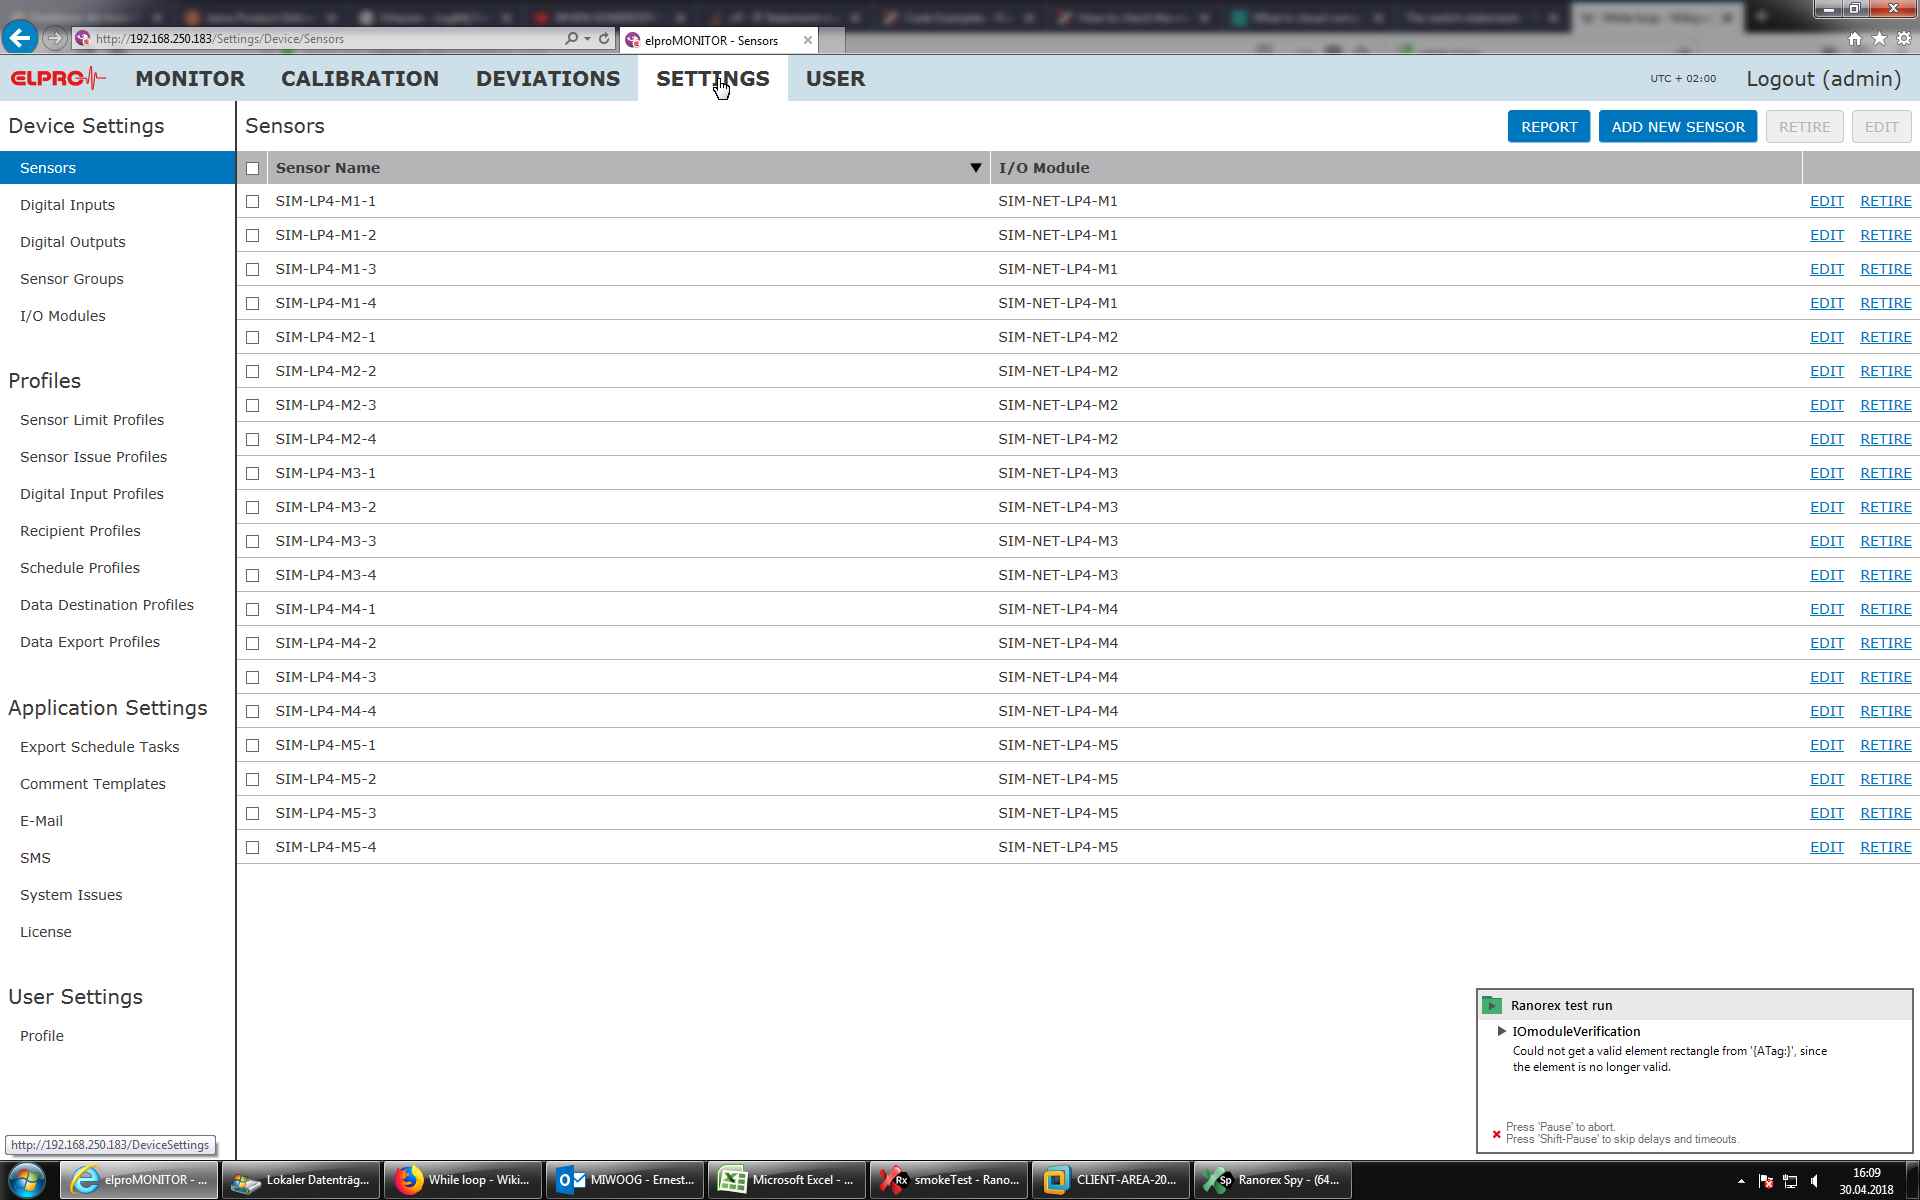 http://192.168.250.183/Settings/Device/Sensors
elproMONITOR - Sensors
ELPRO
MONITOR
CALIBRATION
DEVIATIONS
SETTINGS
USER
UTC + 02:00
Logout (admin)
Device Settings
Sensors
Digital Inputs
Digital Outputs
Sensor Groups
I/O Modules
Profiles
Sensor Limit Profiles
Sensor Issue Profiles
Digital Input Profiles
Recipient Profiles
Schedule Profiles
Data Destination Profiles
Data Export Profiles
Application Settings
Export Schedule Tasks
Comment Templates
E-Mail
SMS
System Issues
License
User Settings
Profile
Sensors
REPORT
ADD NEW SENSOR
RETIRE
EDIT
Sensor Name I/O Module
SIM-LP4-M1-1 SIM-NET-LP4-M1 EDIT RETIRE
SIM-LP4-M1-2 SIM-NET-LP4-M1 EDIT RETIRE
SIM-LP4-M1-3 SIM-NET-LP4-M1 EDIT RETIRE
SIM-LP4-M1-4 SIM-NET-LP4-M1 EDIT RETIRE
SIM-LP4-M2-1 SIM-NET-LP4-M2 EDIT RETIRE
SIM-LP4-M2-2 SIM-NET-LP4-M2 EDIT RETIRE
SIM-LP4-M2-3 SIM-NET-LP4-M2 EDIT RETIRE
SIM-LP4-M2-4 SIM-NET-LP4-M2 EDIT RETIRE
SIM-LP4-M3-1 SIM-NET-LP4-M3 EDIT RETIRE
SIM-LP4-M3-2 SIM-NET-LP4-M3 EDIT RETIRE
SIM-LP4-M3-3 SIM-NET-LP4-M3 EDIT RETIRE
SIM-LP4-M3-4 SIM-NET-LP4-M3 EDIT RETIRE
SIM-LP4-M4-1 SIM-NET-LP4-M4 EDIT RETIRE
SIM-LP4-M4-2 SIM-NET-LP4-M4 EDIT RETIRE
SIM-LP4-M4-3 SIM-NET-LP4-M4 EDIT RETIRE
SIM-LP4-M4-4 SIM-NET-LP4-M4 EDIT RETIRE
SIM-LP4-M5-1 SIM-NET-LP4-M5 EDIT RETIRE
SIM-LP4-M5-2 SIM-NET-LP4-M5 EDIT RETIRE
SIM-LP4-M5-3 SIM-NET-LP4-M5 EDIT RETIRE
SIM-LP4-M5-4 SIM-NET-LP4-M5 EDIT RETIRE
Ranorex test run
IOmoduleVerification
Could not get a valid element rectangle from '{ATag:}', since
the element is no longer valid.
Press 'Pause' to abort.
Press 'Shift-Pause' to skip delays and timeouts.
http://192.168.250.183/DeviceSettings
elproMONITOR - ...
Lokaler Datenträg...
While loop - Wiki...
MIWOOG - Ernest...
Microsoft Excel - ...
Rx smokeTest - Rano...
CLIENT-AREA-20...
Sp Ranorex Spy - (64...
16:09
30.04.2018